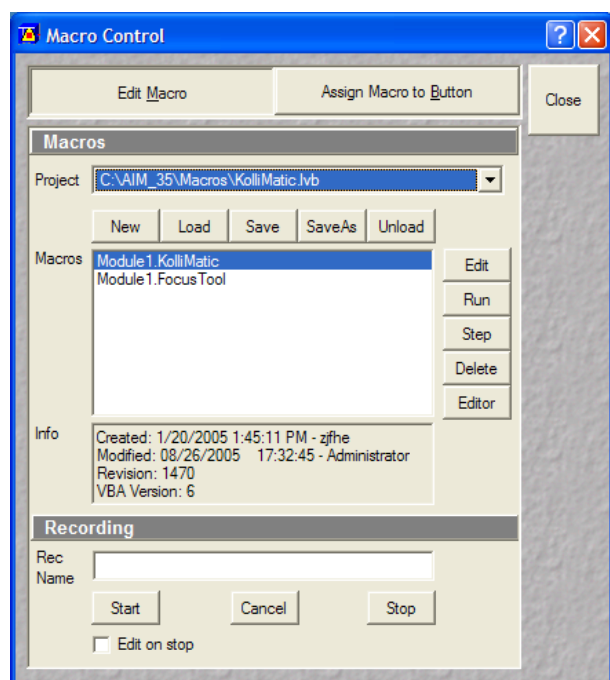 Macro Control
Edit Macro
Assign Macro to Button
Close
Macros
Project C:\AIM_35\Macros\KolliMatic.lvb
New Load Save SaveAs Unload
Macros
Module1.KolliMatic
Module1.FocusTool
Edit
Run
Step
Delete
Editor
Info
Created: 1/20/2005 1:45:11 PM - zjfhe
Modified: 08/26/2005 17:32:45 - Administrator
Revision: 1470
VBA Version: 6
Recording
Rec
Name
Start Cancel Stop
Edit on stop